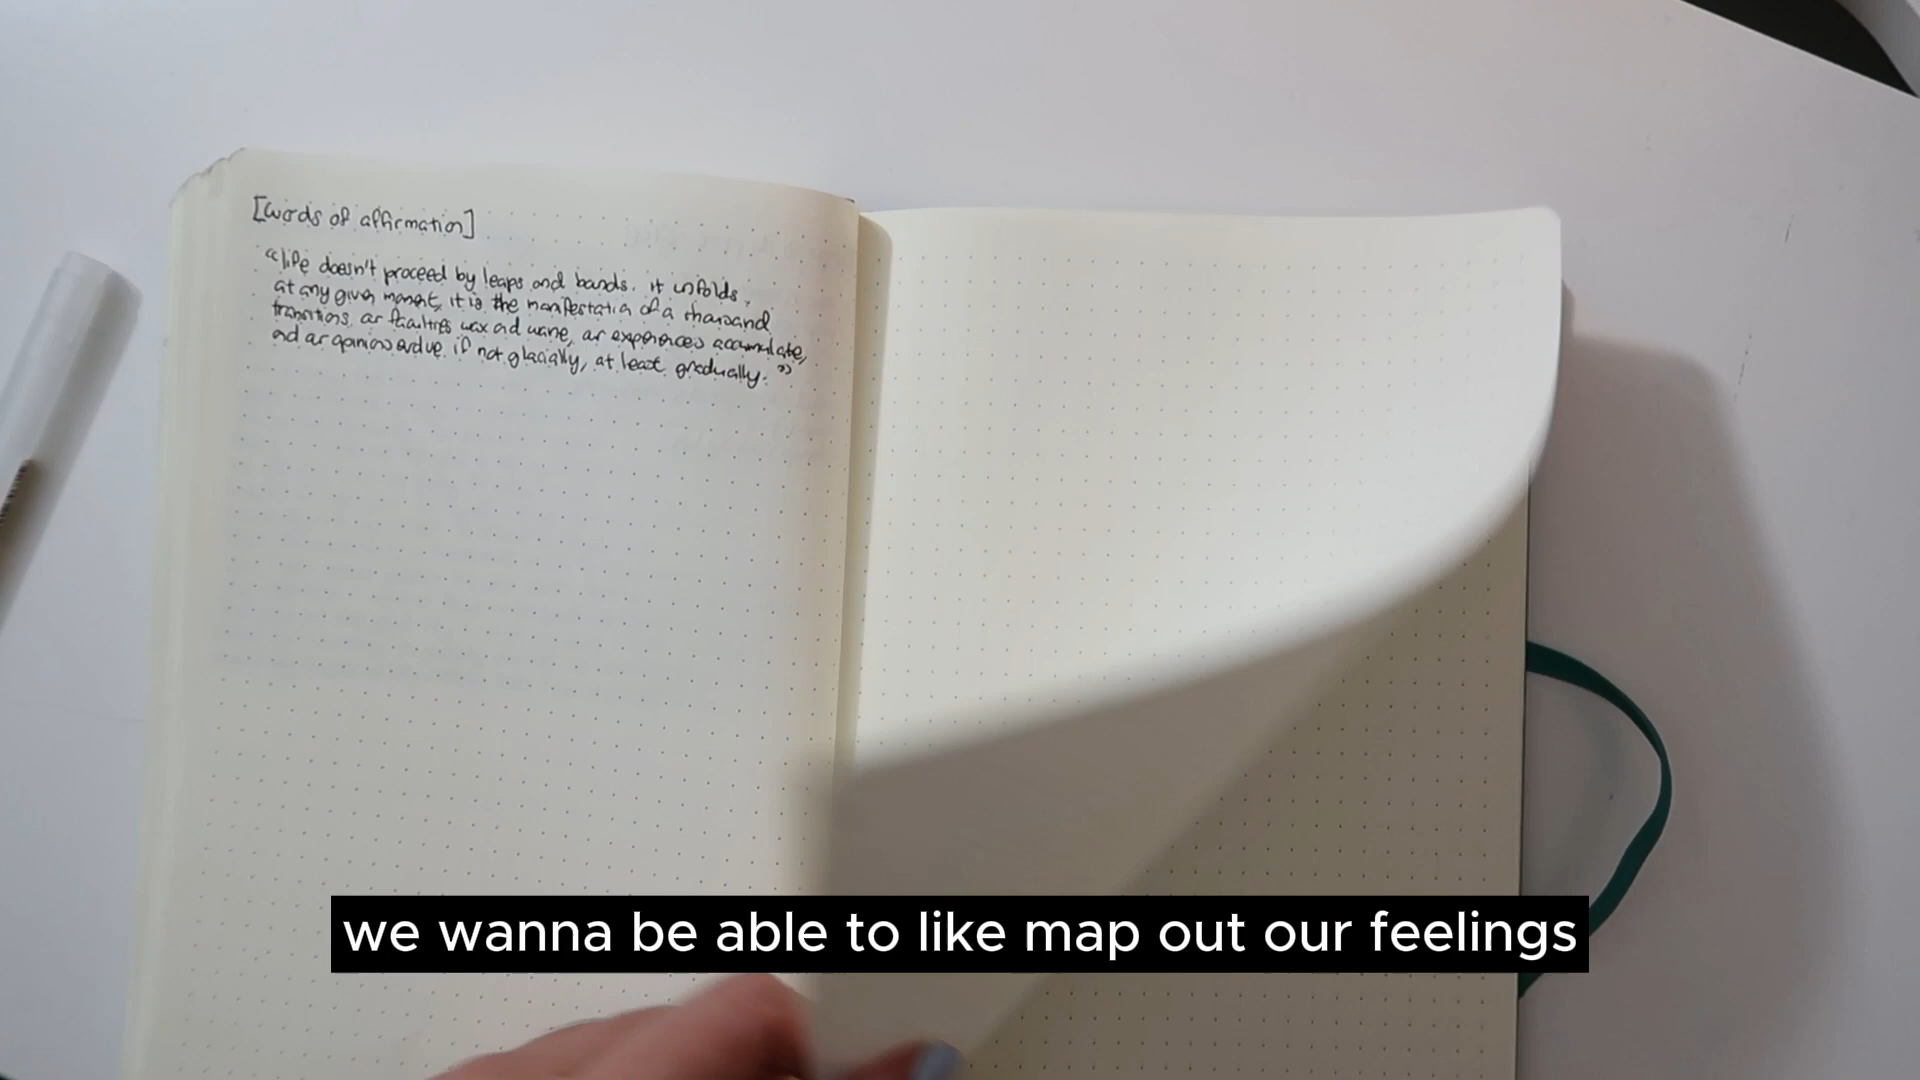 [words of affirmation]
"life doesn't proceed by leaps and bands. it unfolds.
at any given moment, it is the manifestation of a thousand
transitions. our faculties wax and wane, our experiences accumulate,
and our opinions evolve if not glacially, at least gradually."
we wanna be able to like map out our feelings